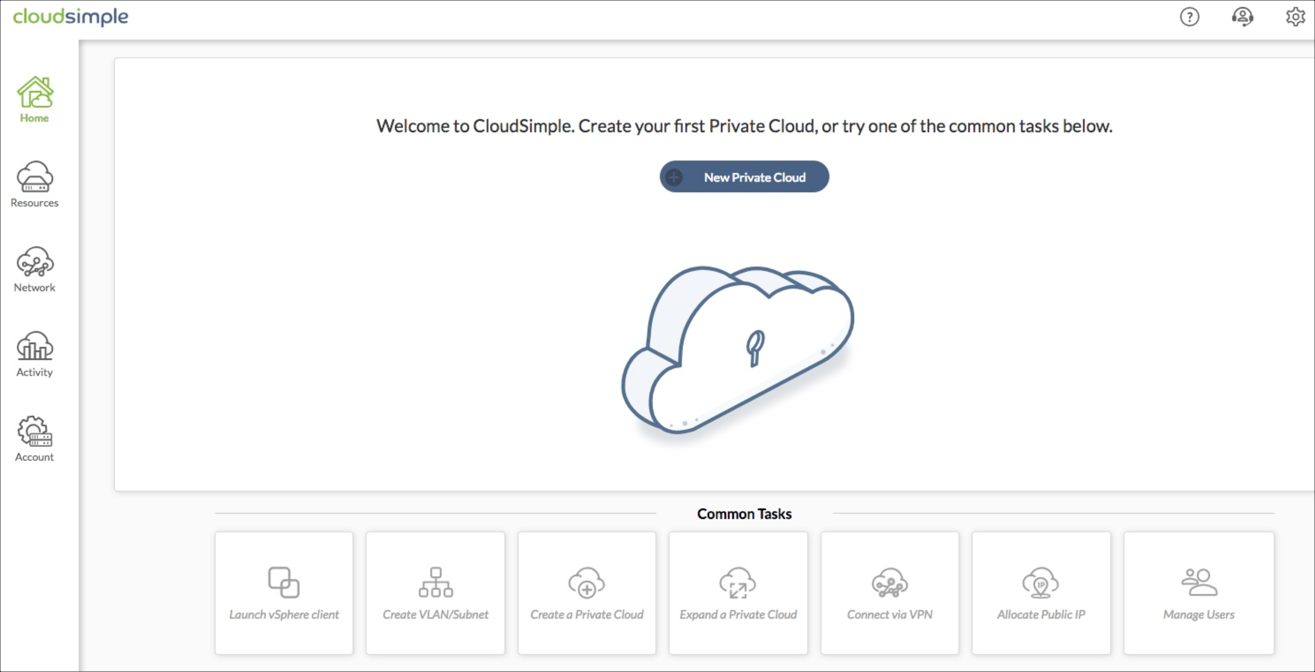 cloudsimple
Home
Resources
Network
Activity
Account
Welcome to CloudSimple. Create your first Private Cloud, or try one of the common tasks below.
New Private Cloud
Common Tasks
Launch vSphere client
Create VLAN/Subnet
Create a Private Cloud
Expand a Private Cloud
Connect via VPN
IP
Allocate Public IP
Manage Users